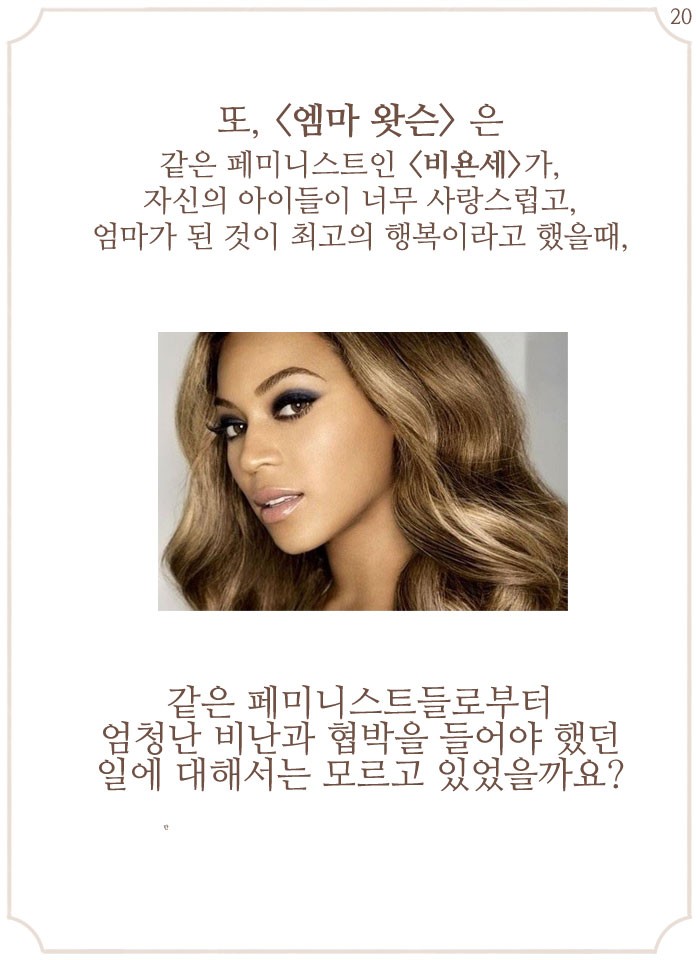 20
또, <엠마 왓슨> 은
같은 페미니스트인 <비욘세>가,
자신의 아이들이 너무 사랑스럽고,
엄마가 된 것이 최고의 행복이라고 했을때,
같은 페미니스트들로부터
엄청난 비난과 협박을 들어야 했던
일에 대해서는 모르고 있었을까요?